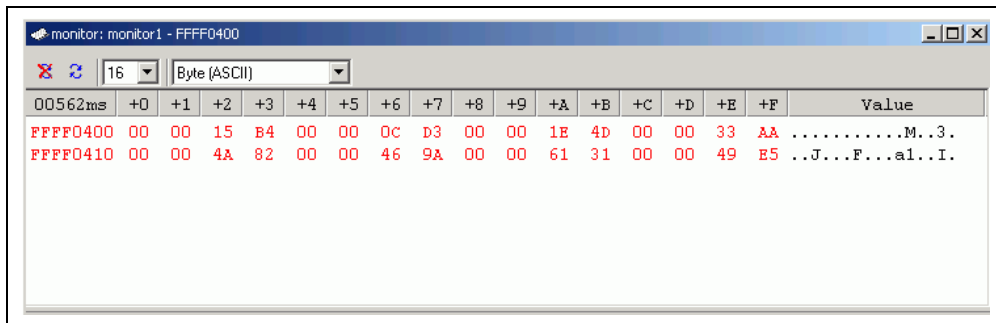 monitor: monitor1 - FFFF0400
16 Byte (ASCII)
00562ms +0 +1 +2 +3 +4 +5 +6 +7 +8 +9 +A +B +C +D +E +F Value
FFFF0400 00 00 15 B4 00 00 0C D3 00 00 1E 4D 00 00 33 AA ...........M..3.
FFFF0410 00 00 4A 82 00 00 46 9A 00 00 61 31 00 00 49 E5 ..J...F...a1..I.